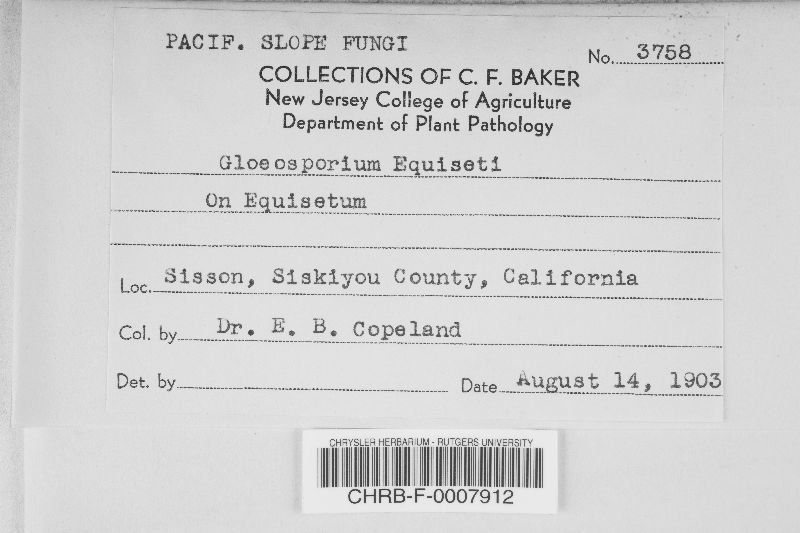 PACIF. SLOPE FUNGI
No. 3758
COLLECTIONS OF C. F. BAKER
New Jersey College of Agriculture
Department of Plant Pathology
Gloeosporium Equiseti
On Equisetum
Loc. Sisson, Siskiyou County, California
Col. by Dr. E. B. Copeland
Det. by
Date August 14, 1903
CHRYSLER HERBARIUM - RUTGERS UNIVERSITY
CHRB-F-0007912